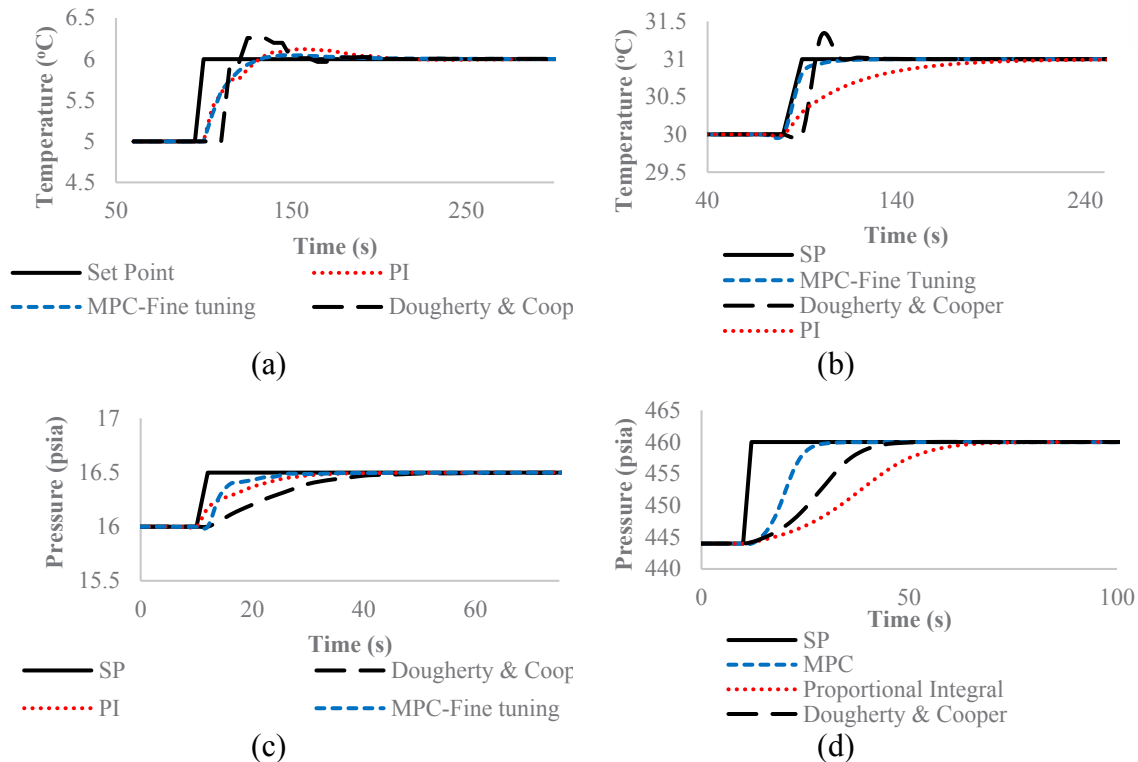 6.5
6
5.5
5
4.5
Temperature (ºC)
50
150
250
Time (s)
Set Point
PI
MPC-Fine tuning
Dougherty & Coop
(a)
31.5
31
30.5
30
29.5
Temperature (ºC)
40
140
240
Time (s)
SP
MPC-Fine Tuning
Dougherty & Cooper
PI
(b)
17
16.5
16
15.5
Pressure (psia)
0
20
40
60
Time (s)
SP
Dougherty & Coop
PI
MPC-Fine tuning
(c)
465
460
455
450
445
440
Pressure (psia)
0
50
100
Time (s)
SP
MPC
Proportional Integral
Dougherty & Cooper
(d)